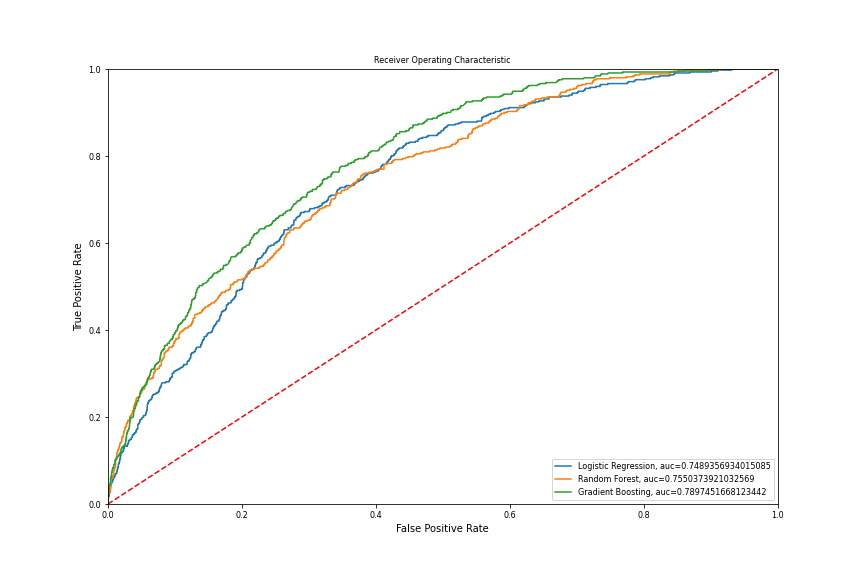 Receiver Operating Characteristic
1.0
0.8
0.6
0.4
0.2
0.0
True Positive Rate
0.0 0.2 0.4 0.6 0.8 1.0
False Positive Rate
Logistic Regression, auc=0.7489356934015085
Random Forest, auc=0.7550373921032569
Gradient Boosting, auc=0.7897451668123442